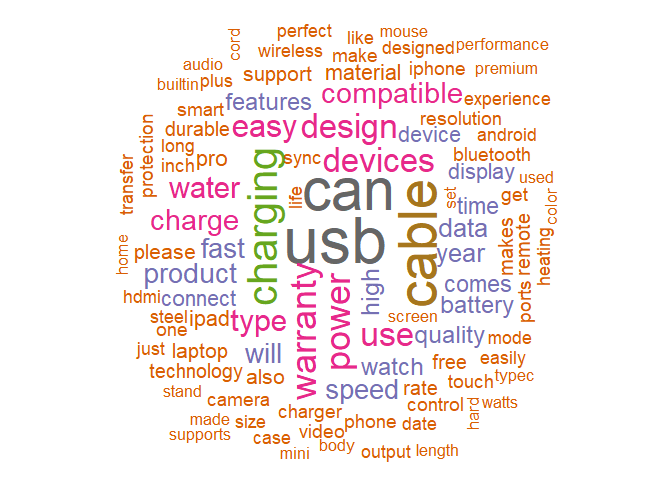 perfect
like
mouse
cord
wireless
make
designed
performance
audio
builtin
plus
support
material
iphone
premium
smart
features
compatible
experience
durable
easy
design
device
resolution
android
long
inch
pro
sync
devices
bluetooth
protection
transfer
water
charging
life
can
cable
display
set
used
charge
time
get
color
home
please
fast
usb
data
makes
remote
heating
product
year
hdmi
connect
warranty
power
high
comes
battery
ports
steel
ipad
type
screen
one
use
quality
mode
just
laptop
will
watch
free
easily
technology
also
speed
rate
touch
typec
stand
camera
control
hard
watts
made
size
charger
phone
date
supports
case
video
body
mini
output
length